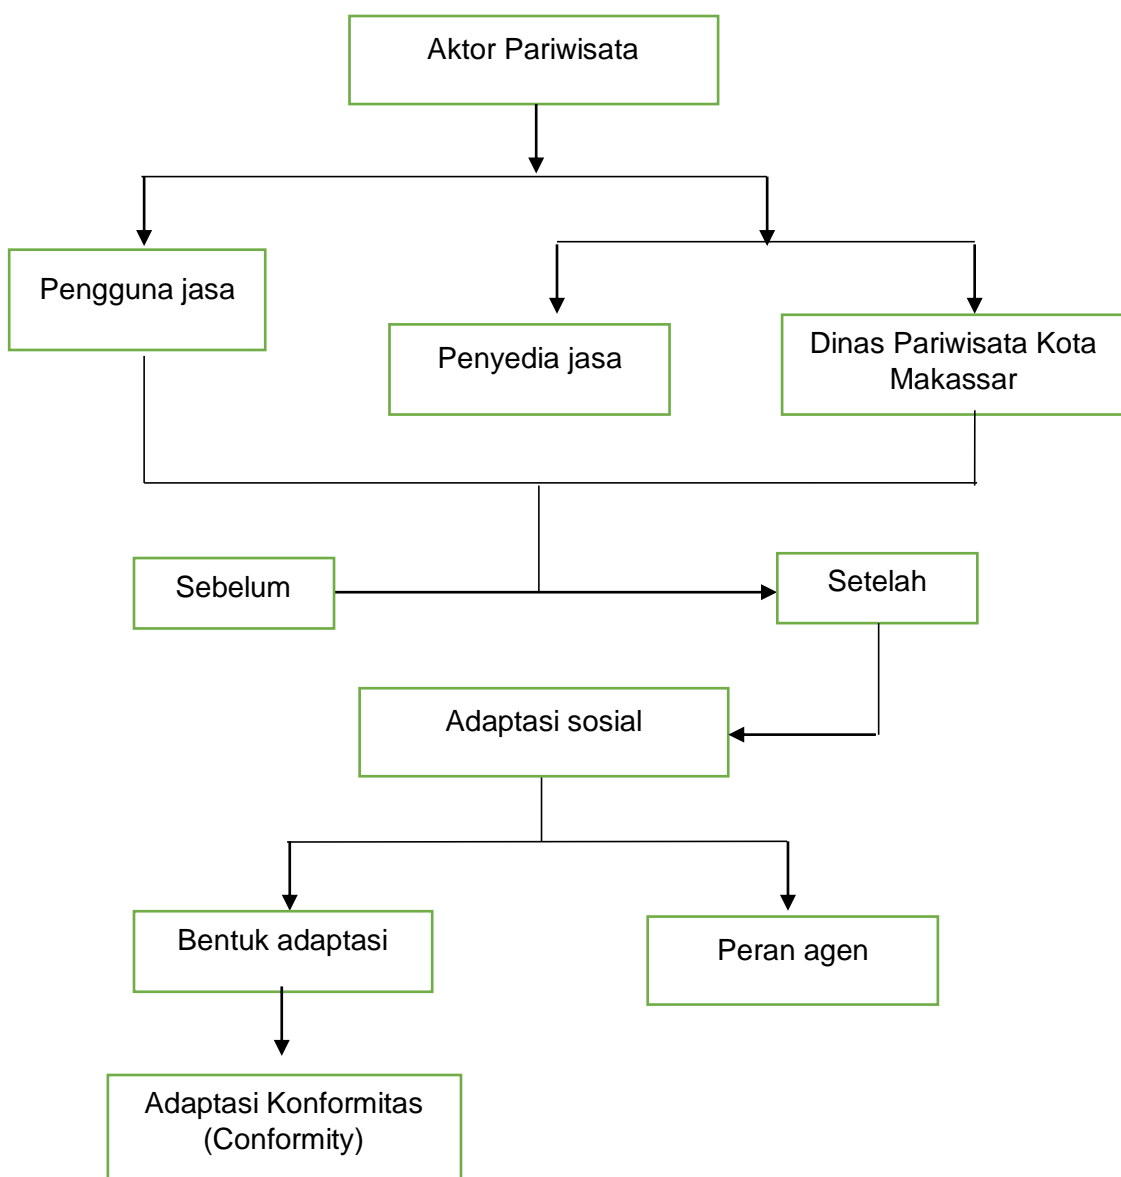 Aktor Pariwisata
Pengguna jasa
Penyedia jasa
Dinas Pariwisata Kota
Makassar
Sebelum
Setelah
Adaptasi sosial
Bentuk adaptasi
Peran agen
Adaptasi Konformitas
(Conformity)